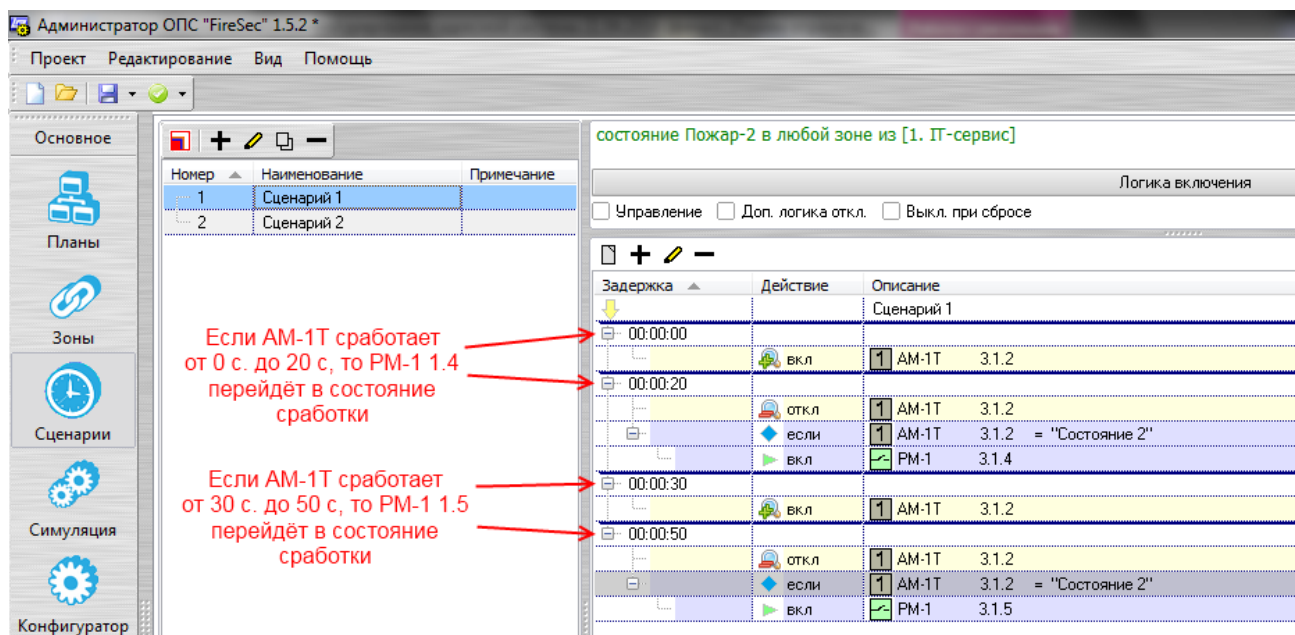 Администратор ОПС "FireSec" 1.5.2 *
Проект Редактирование Вид Помощь
Основное
Планы
Зоны
Сценарии
Симуляция
Конфигуратор
Номер Наименование Примечание
1 Сценарий 1
2 Сценарий 2
Если АМ-1Т сработает
от 0 с. до 20 с, то РМ-1 1.4
перейдёт в состояние
сработки
Если АМ-1Т сработает
от 30 с. до 50 с, то РМ-1 1.5
перейдёт в состояние
сработки
состояние Пожар-2 в любой зоне из [1. IT-сервис]
Логика включения
Управление Доп. логика откл. Выкл. при сбросе
Задержка Действие Описание
Сценарий 1
00:00:00
вкл 1 АМ-1Т 3.1.2
00:00:20
откл 1 АМ-1Т 3.1.2
если 1 АМ-1Т 3.1.2 = "Состояние 2"
вкл РМ-1 3.1.4
00:00:30
вкл 1 АМ-1Т 3.1.2
00:00:50
откл 1 АМ-1Т 3.1.2
если 1 АМ-1Т 3.1.2 = "Состояние 2"
вкл РМ-1 3.1.5